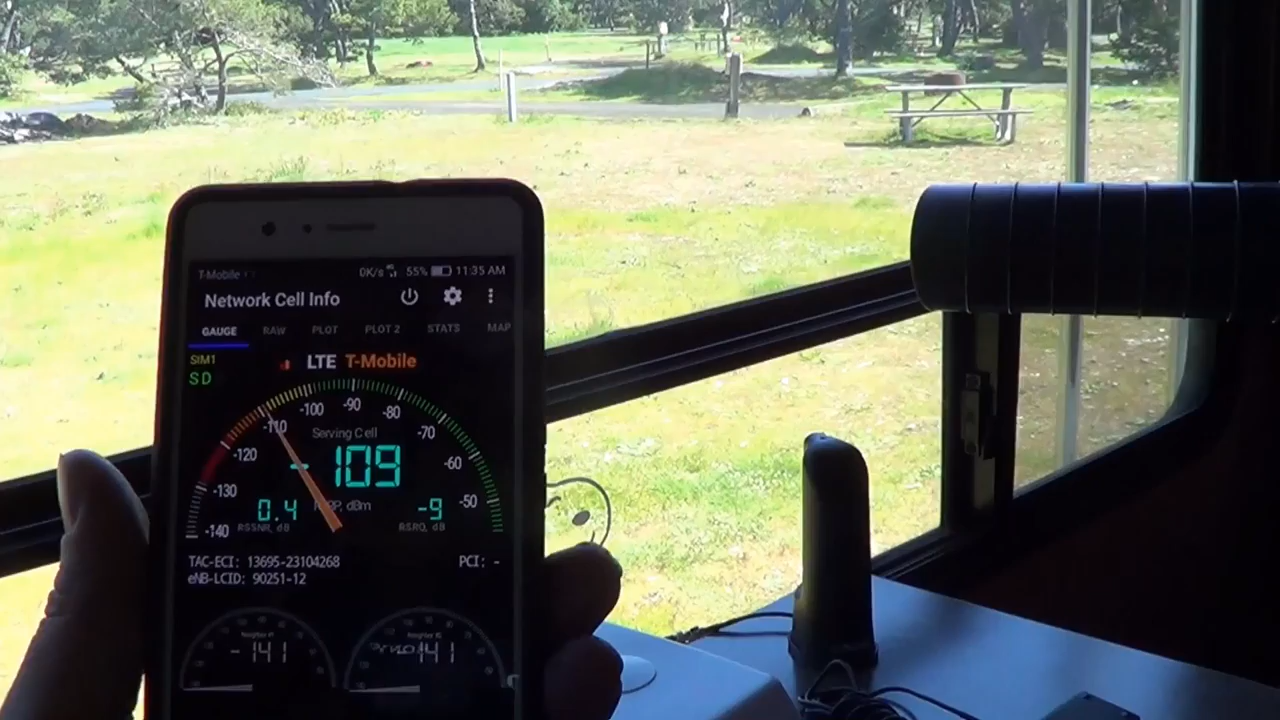 T-Mobile 0K/s 55% 11:35 AM
Network Cell Info
GAUGE RAW PLOT PLOT 2 STATS MAP
SIM1
LTE T-Mobile
S D
-140 -130 -120 -110 -100 -90 -80 -70 -60 -50
Serving Cell
-109
0.4 dBm -9
RSSNR, dB RSRQ, dB
TAC-ECI: 13695-23104268 PCI: -
eNB-LCID: 90251-12
-141 -141